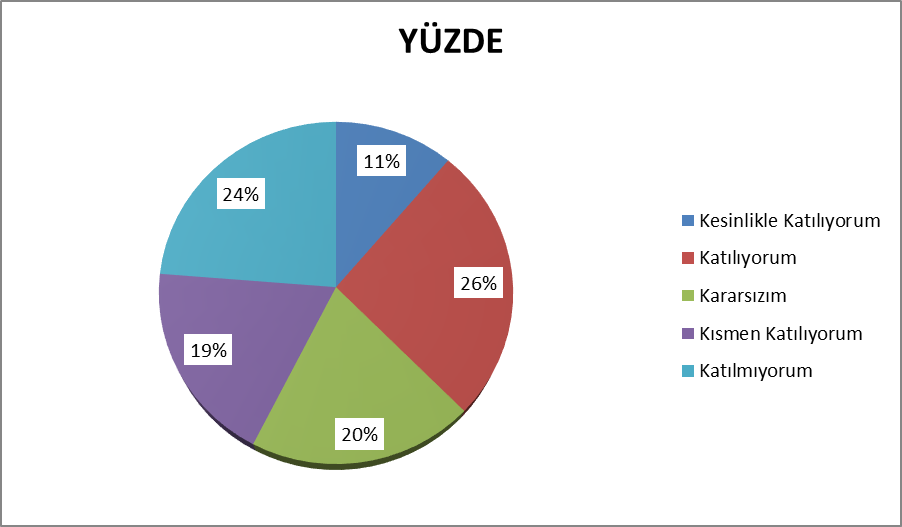 YÜZDE
11%
24%
26%
19%
20%
Kesinlikle Katılıyorum
Katılıyorum
Kararsızım
Kısmen Katılıyorum
Katılmıyorum